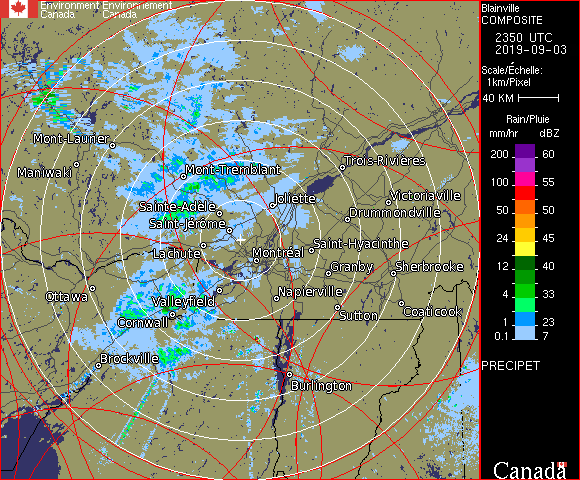 Environment Environnement
Canada Canada
Blainville
COMPOSITE
2350 UTC
2019-09-03
Scale/Échelle:
1km/Pixel
40 KM
Rain/Pluie
mm/hr dBZ
200 60
100 55
50 50
24 45
12 40
4 33
1 23
0.1 7
PRECIPET
Canada
Mont-Laurier
Maniwaki
Mont-Tremblant
Trois-Rivières
Sainte-Adèle
Joliette
Victoriaville
Drummondville
Saint-Jérôme
Lachute
Montréal
Saint-Hyacinthe
Granby
Sherbrooke
Ottawa
Valleyfield
Napierville
Cornwall
Sutton
Coaticook
Brockville
Burlington